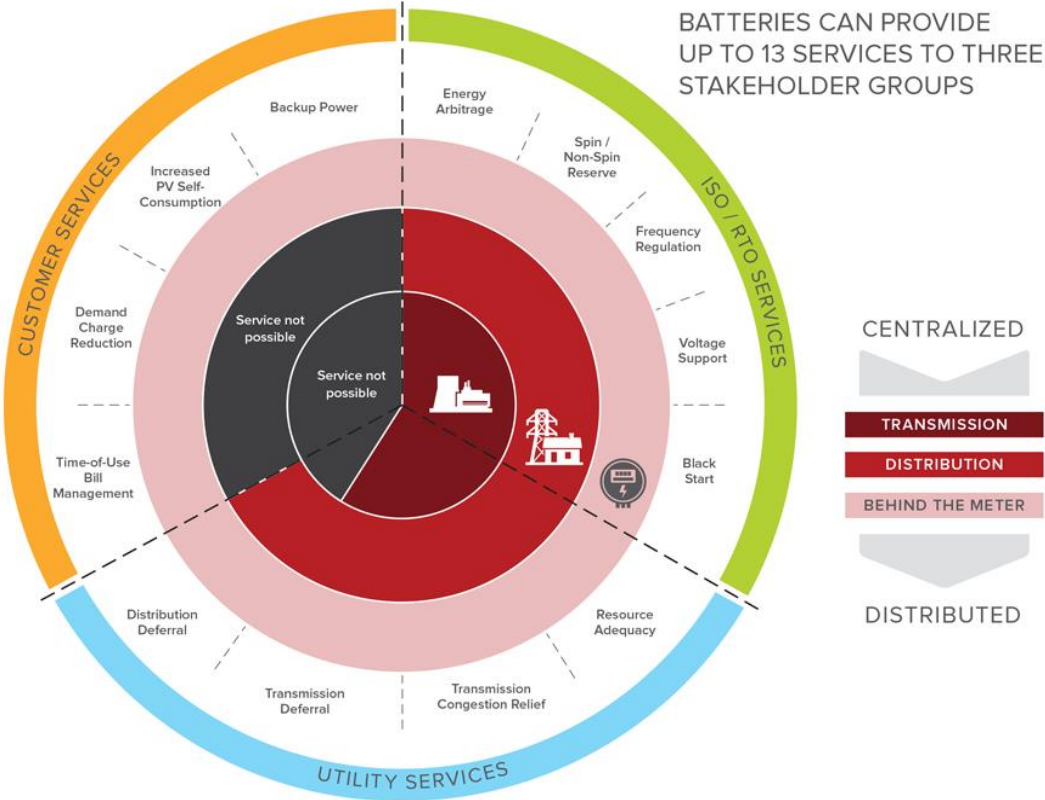 BATTERIES CAN PROVIDE
UP TO 13 SERVICES TO THREE
STAKEHOLDER GROUPS
CUSTOMER SERVICES
ISO / RTO SERVICES
UTILITY SERVICES
Backup Power
Increased
PV Self-
Consumption
Demand
Charge
Reduction
Time-of-Use
Bill
Management
Energy
Arbitrage
Spin /
Non-Spin
Reserve
Frequency
Regulation
Voltage
Support
Black
Start
Resource
Adequacy
Transmission
Congestion Relief
Transmission
Deferral
Distribution
Deferral
Service not
possible
Service not
possible
CENTRALIZED
TRANSMISSION
DISTRIBUTION
BEHIND THE METER
DISTRIBUTED